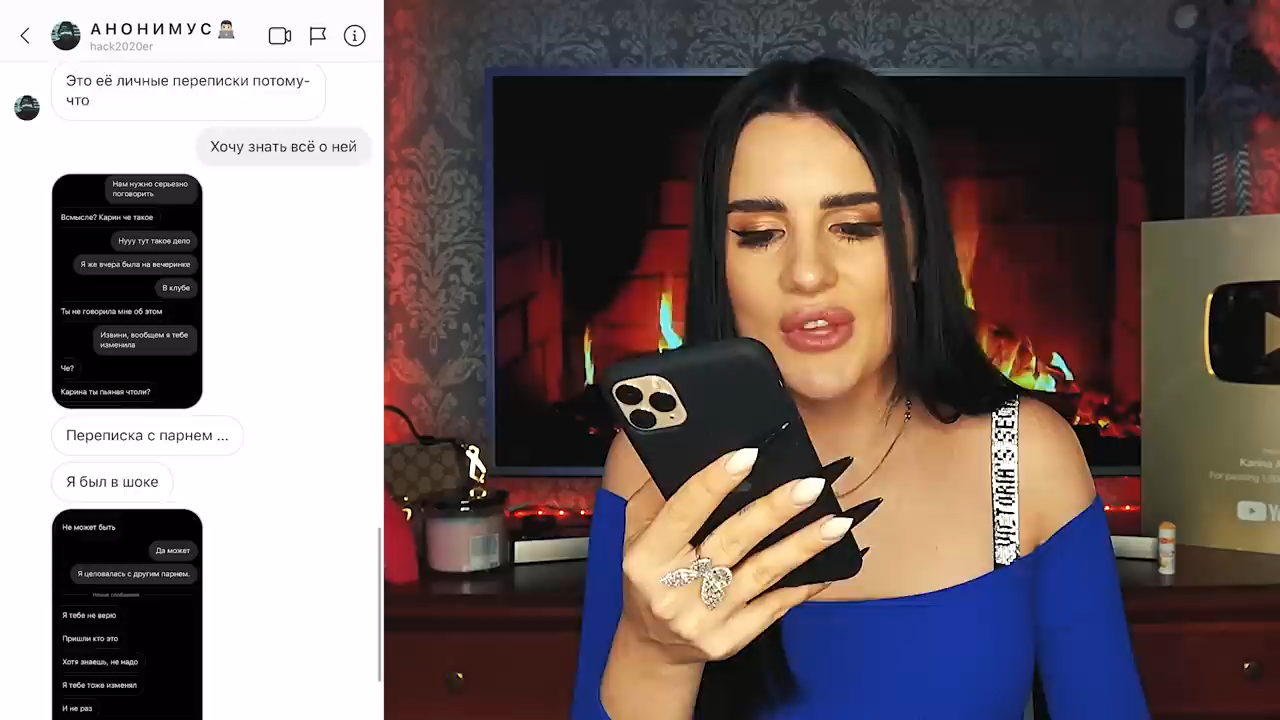 АНОНИМУС
hack2020er
Это её личные переписки потому-
что
Хочу знать всё о ней
Нам нужно серьезно
поговорить
Всмысле? Карин че такое
Нууу тут такое дело
Я же вчера была на вечеринке
В клубе
Ты не говорила мне об этом
Извини, вообщем я тебе
изменила
Че?
Карина ты пьяная чтоли?
Переписка с парнем ...
Я был в шоке
Не может быть
Да может
Я целовалась с другим парнем.
Новые сообщения
Я тебе не верю
Пришли кто это
Хотя знаешь, не надо
Я тебе тоже изменял
И не раз
VICTORIA'S SEC
Karina
For passing